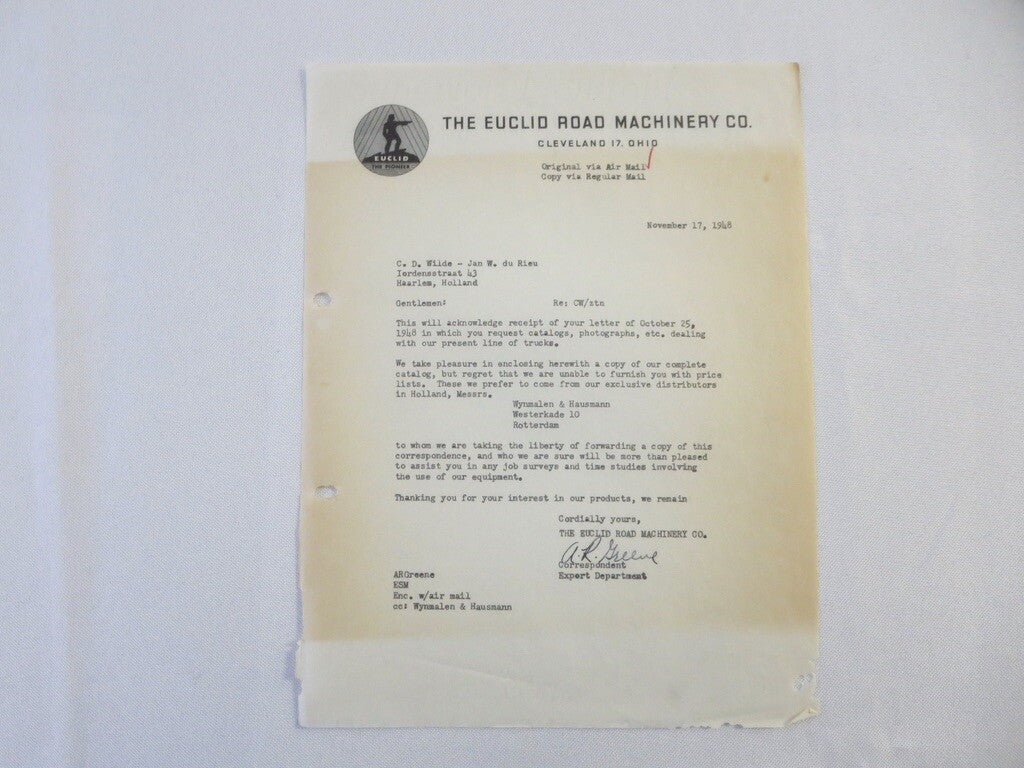 THE EUCLID ROAD MACHINERY CO.
CLEVELAND 17, OHIO
EUCLID
THE PIONEER
Original via Air Mail
Copy via Regular Mail
November 17, 1948
C. D. Wilde - Jan W. du Rieu
Iordensstraat 43
Haarlem, Holland
Gentlemen: Re: CW/ztn
This will acknowledge receipt of your letter of October 25,
1948 in which you request catalogs, photographs, etc. dealing
with our present line of trucks.
We take pleasure in enclosing herewith a copy of our complete
catalog, but regret that we are unable to furnish you with price
lists. These we prefer to come from our exclusive distributors
in Holland, Messrs.
Wynmalen & Hausmann
Westerkade 10
Rotterdam
to whom we are taking the liberty of forwarding a copy of this
correspondence, and who we are sure will be more than pleased
to assist you in any job surveys and time studies involving
the use of our equipment.
Thanking you for your interest in our products, we remain
Cordially yours,
THE EUCLID ROAD MACHINERY CO.
A.R. Greene
Correspondent
Export Department
ARGreene
ESM
Enc. w/air mail
cc: Wynmalen & Hausmann